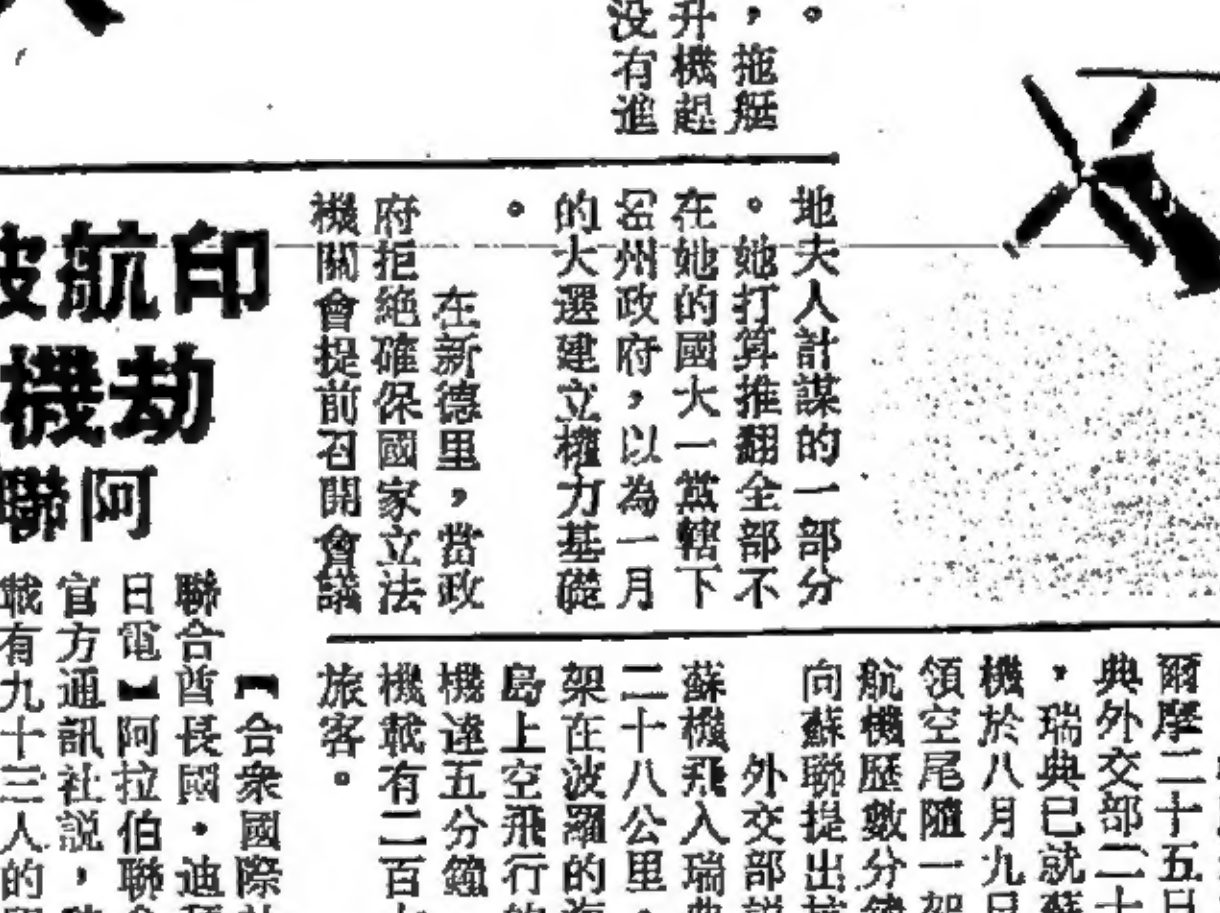 。
，拖艇
升機趕
没有進
地夫人計謀的一部分
。她打算推翻全部不
在她的國大一黨轄下
州政府，以為一月
的大選建立權力基礎
。
在新德里，當政
府拒絕確保國家立法
機關會提前召開會議
爾摩二十五日
典外交部二十
，瑞典已就蘇
機於八月九日
領空尾隨一架
航機歷數分鐘
向蘇聯提出抗
外交部説
蘇機飛入瑞典
二十八公里，
架在波羅的海
島上空飛行的
機達五分鐘
機載有二百
旅客。
印航被
劫機
阿聯
【合衆國際社
聯合酋長國・迪拜
日電】阿拉伯聯合
官方通訊社説，
載有九十三人的